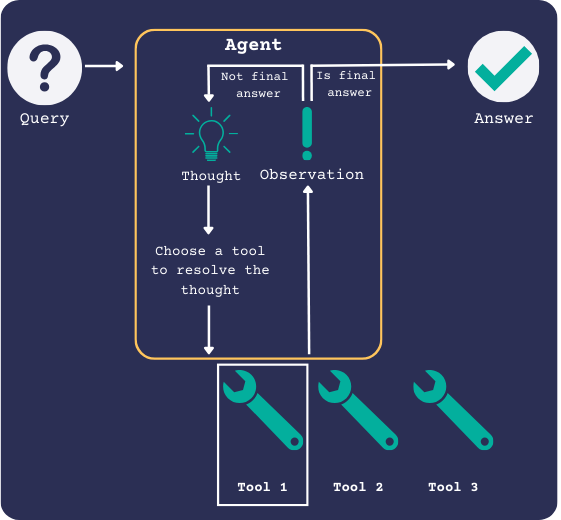 Agent
?
Query
Not final
answer
Is final
answer
Answer
Thought
!
Observation
Choose a tool
to resolve the
thought
Tool 1
Tool 2
Tool 3